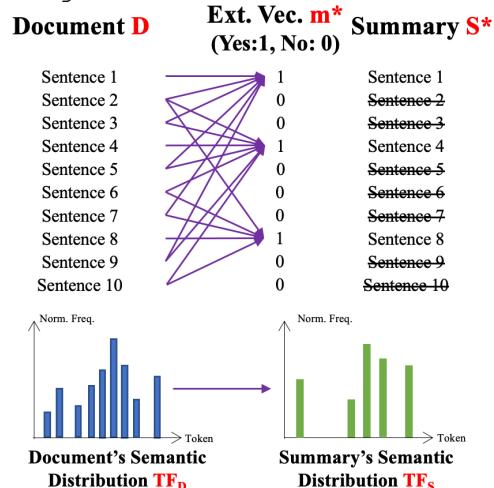 Document D
Ext. Vec. m*
(Yes:1, No: 0)
Summary S*
Sentence 1 1 Sentence 1
Sentence 2 0 Sentence 2
Sentence 3 0 Sentence 3
Sentence 4 1 Sentence 4
Sentence 5 0 Sentence 5
Sentence 6 0 Sentence 6
Sentence 7 0 Sentence 7
Sentence 8 1 Sentence 8
Sentence 9 0 Sentence 9
Sentence 10 0 Sentence 10
Norm. Freq.
Token
Document's Semantic
Distribution TFD
Norm. Freq.
Token
Summary's Semantic
Distribution TFS